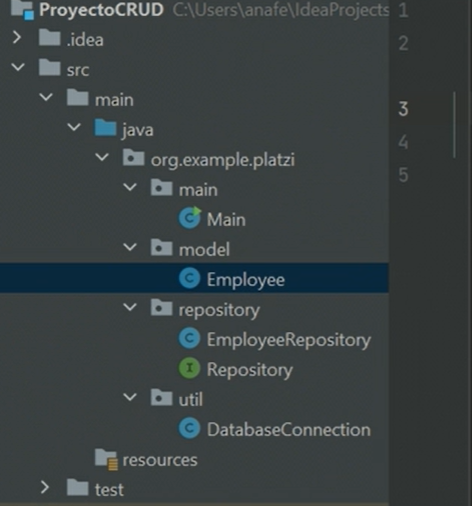 ProyectoCRUD C:\Users\anafe\IdeaProjects
.idea
src
main
java
org.example.platzi
main
Main
model
Employee
repository
EmployeeRepository
Repository
util
DatabaseConnection
resources
test
1
2
3
4
5